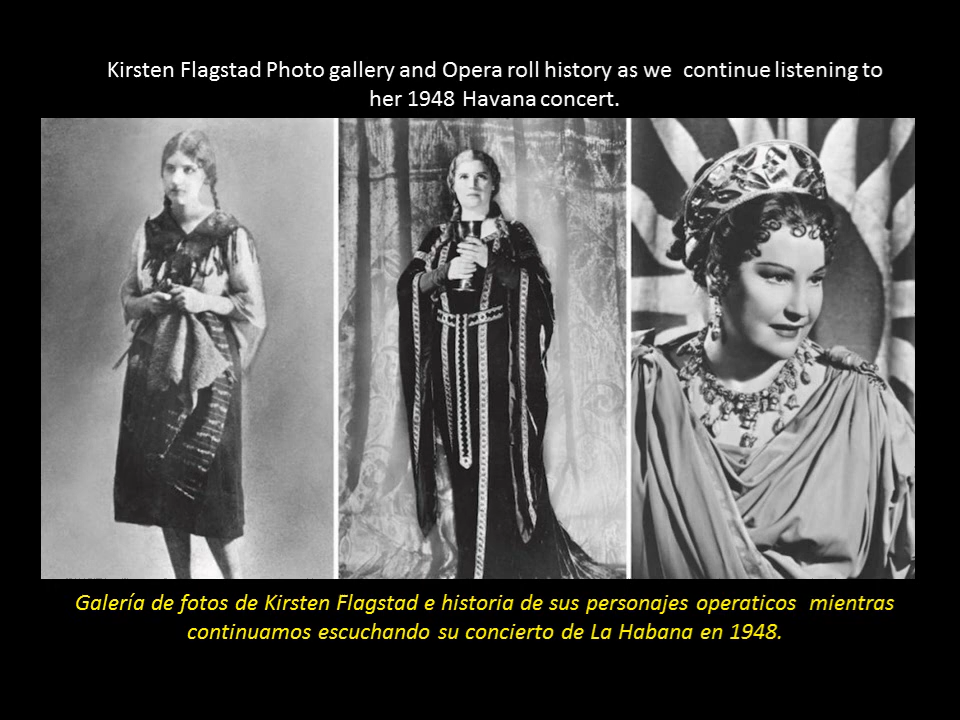 Kirsten Flagstad Photo gallery and Opera roll history as we  continue listening to
her 1948 Havana concert.
Galería de fotos de Kirsten Flagstad e historia de sus personajes operaticos  mientras
continuamos escuchando su concierto de La Habana en 1948.